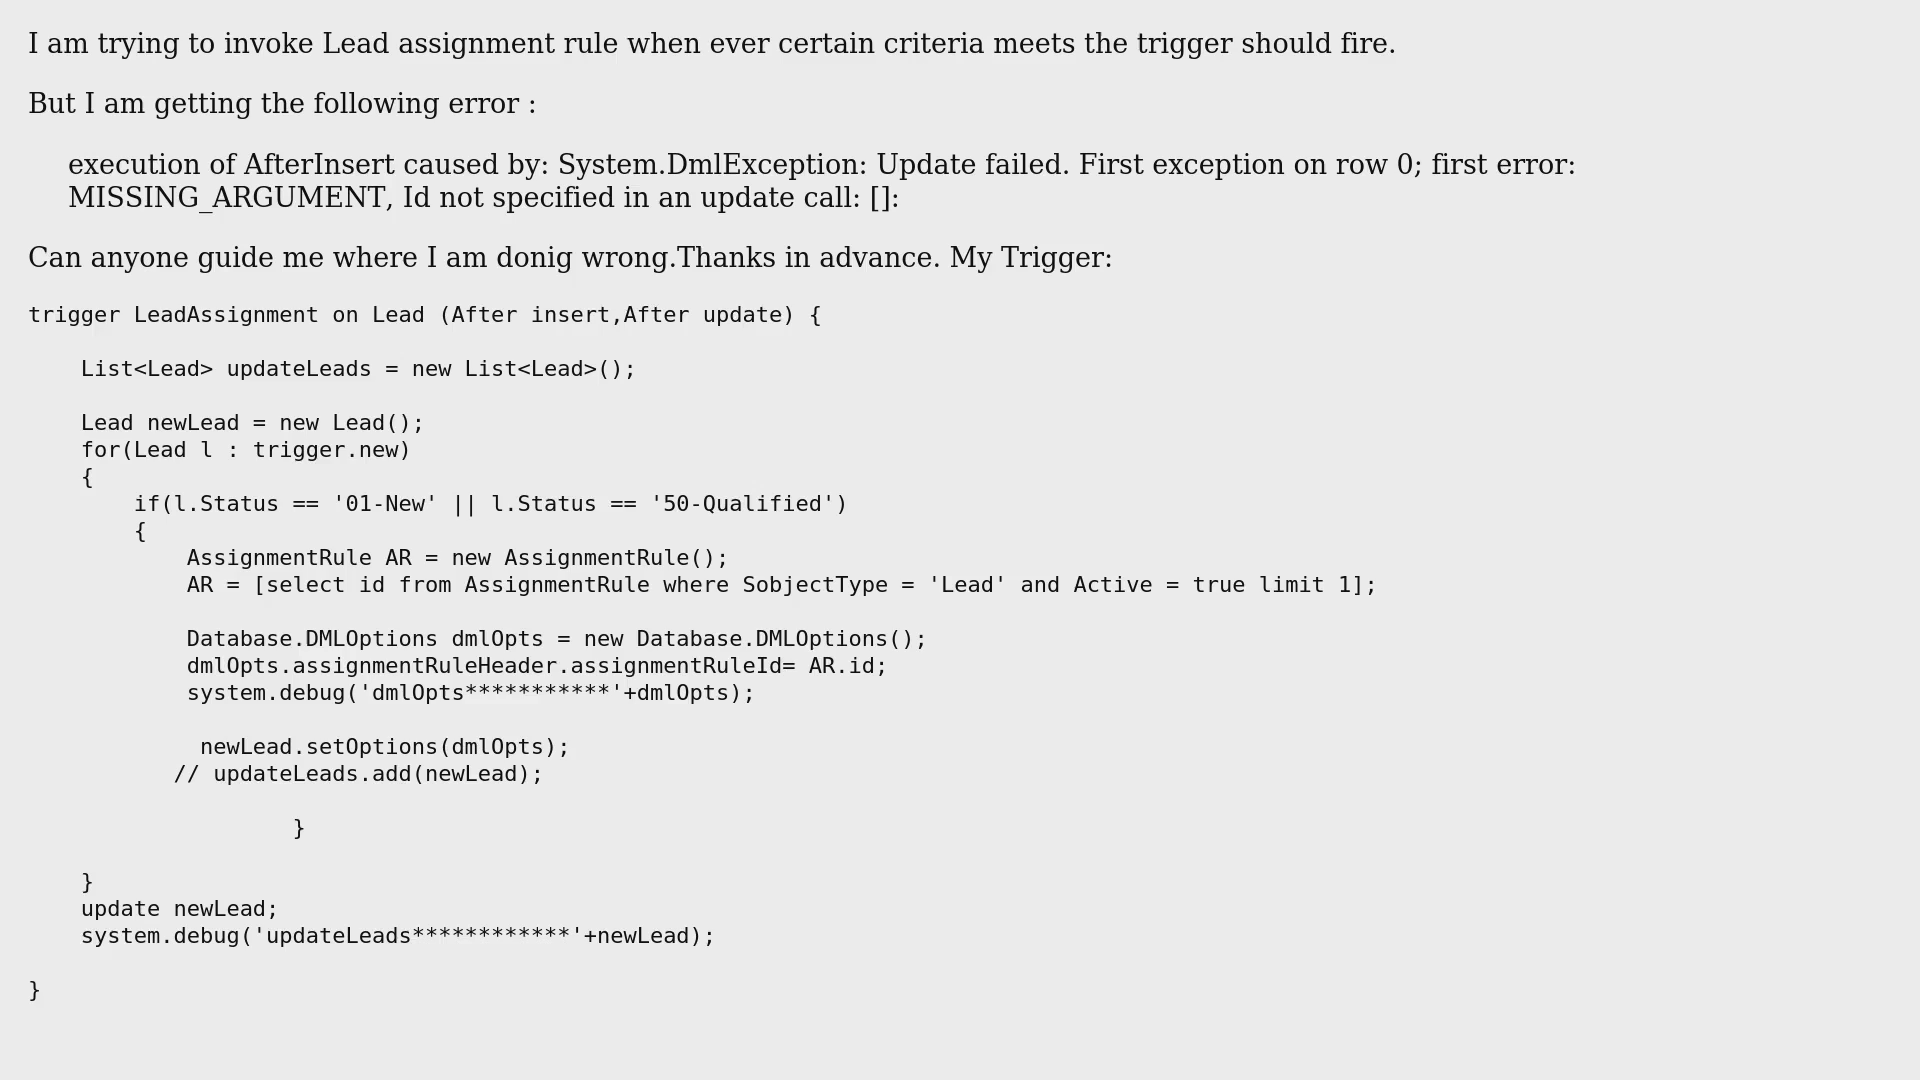 I am trying to invoke Lead assignment rule when ever certain criteria meets the trigger should fire.
But I am getting the following error :
execution of AfterInsert caused by: System.DmlException: Update failed. First exception on row 0; first error:
MISSING_ARGUMENT, Id not specified in an update call: []:
Can anyone guide me where I am donig wrong.Thanks in advance. My Trigger:
trigger LeadAssignment on Lead (After insert,After update) {
    List<Lead> updateLeads = new List<Lead>();
    Lead newLead = new Lead();
    for(Lead l : trigger.new)
    {
        if(l.Status == '01-New' || l.Status == '50-Qualified')
        {
            AssignmentRule AR = new AssignmentRule();
            AR = [select id from AssignmentRule where SobjectType = 'Lead' and Active = true limit 1];
            Database.DMLOptions dmlOpts = new Database.DMLOptions();
            dmlOpts.assignmentRuleHeader.assignmentRuleId= AR.id;
            system.debug('dmlOpts***********'+dmlOpts);
             newLead.setOptions(dmlOpts);
           // updateLeads.add(newLead);
                    }
    }
    update newLead;
    system.debug('updateLeads************'+newLead);
}